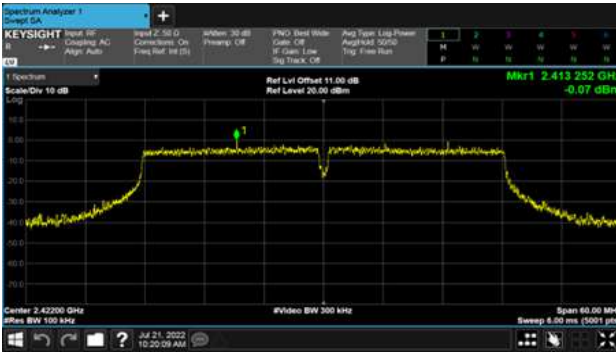 Spectrum Analyzer 1
Swept SA
+
KEYSIGHT Input: RF Input Z: 50 Ω #Atten: 30 dB PNO: Best Wide Avg Type: Log-Power 1 2 3 4 5 6
R Coupling: AC Corrections: On Preamp: Off Gate: Off Avg|Hold: 50/50 M W W W W W
Align: Auto Freq Ref: Int (S) IF Gain: Low Trig: Free Run P N N N N N
Sig Track: Off
1 Spectrum Mkr1 2.413 252 GHz
Scale/Div 10 dB Ref Lvl Offset 11.00 dB -0.07 dBm
Log Ref Level 20.00 dBm
10.0
0.00
1
-10.0
-20.0
-30.0
-40.0
-50.0
-60.0
-70.0
Center 2.42200 GHz #Video BW 300 kHz Span 60.00 MHz
#Res BW 100 kHz Sweep 6.00 ms (5001 pts)
? Jul 21, 2022
10:20:09 AM